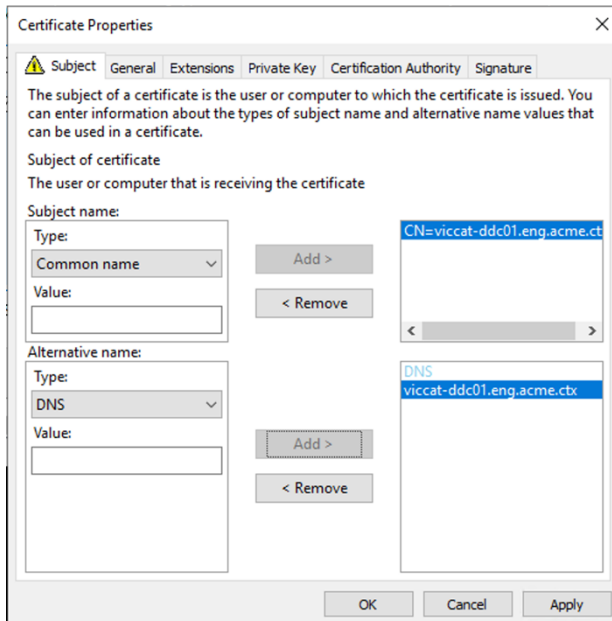 Certificate Properties
Subject General Extensions Private Key Certification Authority Signature
The subject of a certificate is the user or computer to which the certificate is issued. You
can enter information about the types of subject name and alternative name values that
can be used in a certificate.
Subject of certificate
The user or computer that is receiving the certificate
Subject name:
Type:
Common name
Value:
Add >
< Remove
CN=viccat-ddc01.eng.acme.ct
Alternative name:
Type:
DNS
Value:
Add >
< Remove
DNS
viccat-ddc01.eng.acme.ctx
OK Cancel Apply